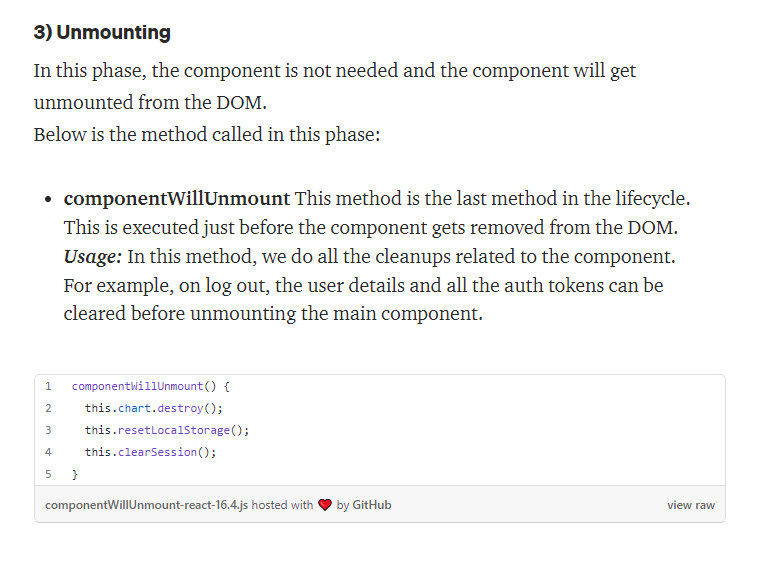 3) Unmounting
In this phase, the component is not needed and the component will get
unmounted from the DOM.
Below is the method called in this phase:
• componentWillUnmount This method is the last method in the lifecycle.
This is executed just before the component gets removed from the DOM.
Usage: In this method, we do all the cleanups related to the component.
For example, on log out, the user details and all the auth tokens can be
cleared before unmounting the main component.
1 componentWillUnmount() {
2 this.chart.destroy();
3 this.resetLocalStorage();
4 this.clearSession();
5 }
componentWillUnmount-react-16.4.js hosted with ❤ by GitHub view raw